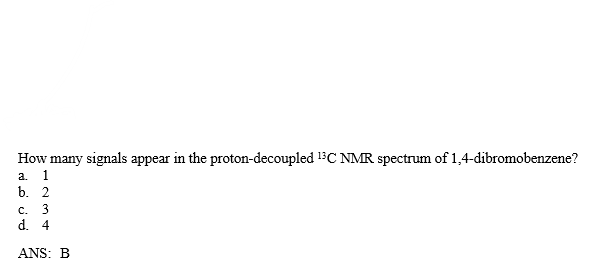 How many signals appear in the proton-decoupled ¹³C NMR spectrum of 1,4-dibromobenzene?
a. 1
b. 2
c. 3
d. 4
ANS: B